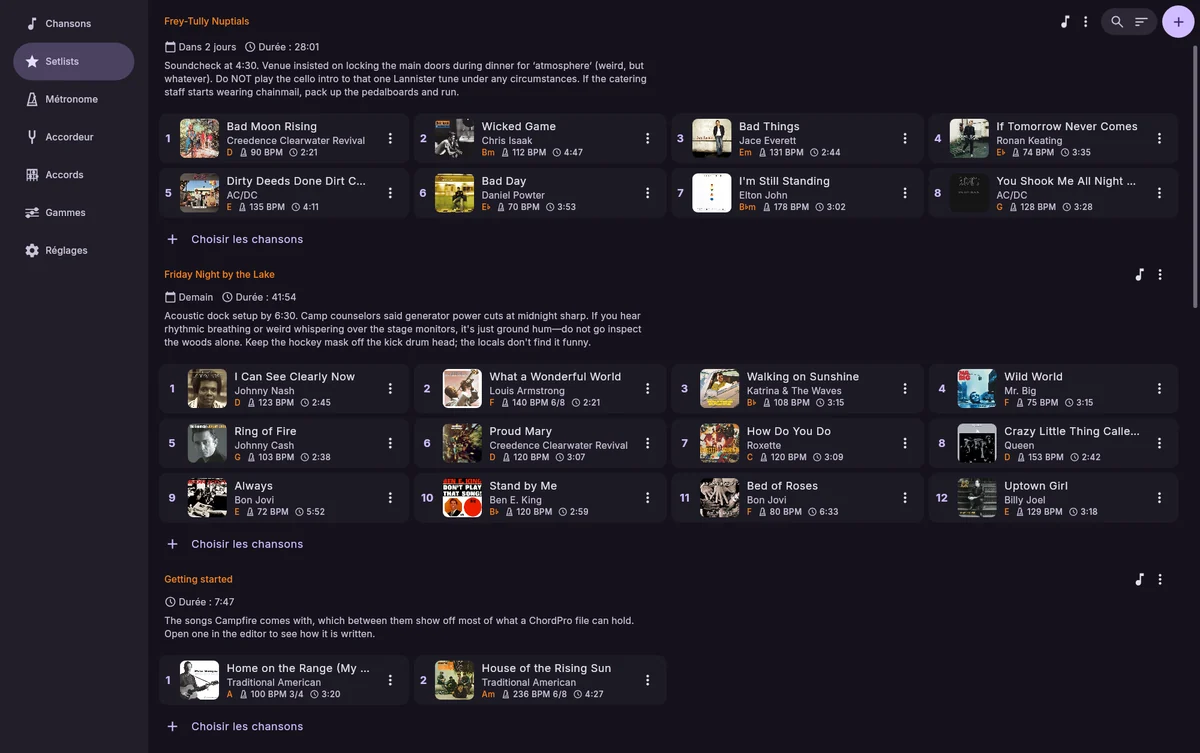 Chansons
Setlists
Métronome
Accordeur
Accords
Gammes
Réglages
Frey-Tully Nuptials
Dans 2 jours Durée : 28:01
Soundcheck at 4:30. Venue insisted on locking the main doors during dinner for ‘atmosphere’ (weird, but
whatever). Do NOT play the cello intro to that one Lannister tune under any circumstances. If the catering
staff starts wearing chainmail, pack up the pedalboards and run.
1
Bad Moon Rising
Creedence Clearwater Revival
D 90 BPM 2:21
2
Wicked Game
Chris Isaak
Bm 112 BPM 4:47
3
Bad Things
Jace Everett
Em 131 BPM 2:44
4
If Tomorrow Never Comes
Ronan Keating
E♭ 74 BPM 3:35
5
Dirty Deeds Done Dirt C...
AC/DC
E 135 BPM 4:11
6
Bad Day
Daniel Powter
E♭ 70 BPM 3:53
7
I'm Still Standing
Elton John
B♭m 178 BPM 3:02
8
You Shook Me All Night ...
AC/DC
G 128 BPM 3:28
+ Choisir les chansons
Friday Night by the Lake
Demain Durée : 41:54
Acoustic dock setup by 6:30. Camp counselors said generator power cuts at midnight sharp. If you hear
rhythmic breathing or weird whispering over the stage monitors, it's just ground hum—do not go inspect
the woods alone. Keep the hockey mask off the kick drum head; the locals don't find it funny.
1
I Can See Clearly Now
Johnny Nash
D 123 BPM 2:45
2
What a Wonderful World
Louis Armstrong
F 140 BPM 6/8 2:21
3
Walking on Sunshine
Katrina & The Waves
B♭ 108 BPM 3:15
4
Wild World
Mr. Big
F 75 BPM 3:15
5
Ring of Fire
Johnny Cash
G 103 BPM 2:38
6
Proud Mary
Creedence Clearwater Revival
D 120 BPM 3:07
7
How Do You Do
Roxette
C 120 BPM 3:09
8
Crazy Little Thing Calle...
Queen
D 153 BPM 2:42
9
Always
Bon Jovi
E 72 BPM 5:52
10
BEN E. KING
DON'T PLAY
THAT SONG!
Stand by Me
Ben E. King
B♭ 120 BPM 2:59
11
Bed of Roses
Bon Jovi
F 80 BPM 6:33
12
Uptown Girl
Billy Joel
E 129 BPM 3:18
+ Choisir les chansons
Getting started
Durée : 7:47
The songs Campfire comes with, which between them show off most of what a ChordPro file can hold.
Open one in the editor to see how it is written.
1
Home on the Range (My ...
Traditional American
A 100 BPM 3/4 3:20
2
House of the Rising Sun
Traditional American
Am 236 BPM 6/8 4:27
+ Choisir les chansons